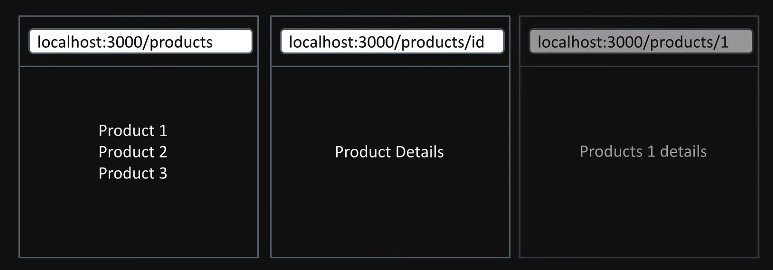 localhost:3000/products
Product 1
Product 2
Product 3
localhost:3000/products/id
Product Details
localhost:3000/products/1
Products 1 details